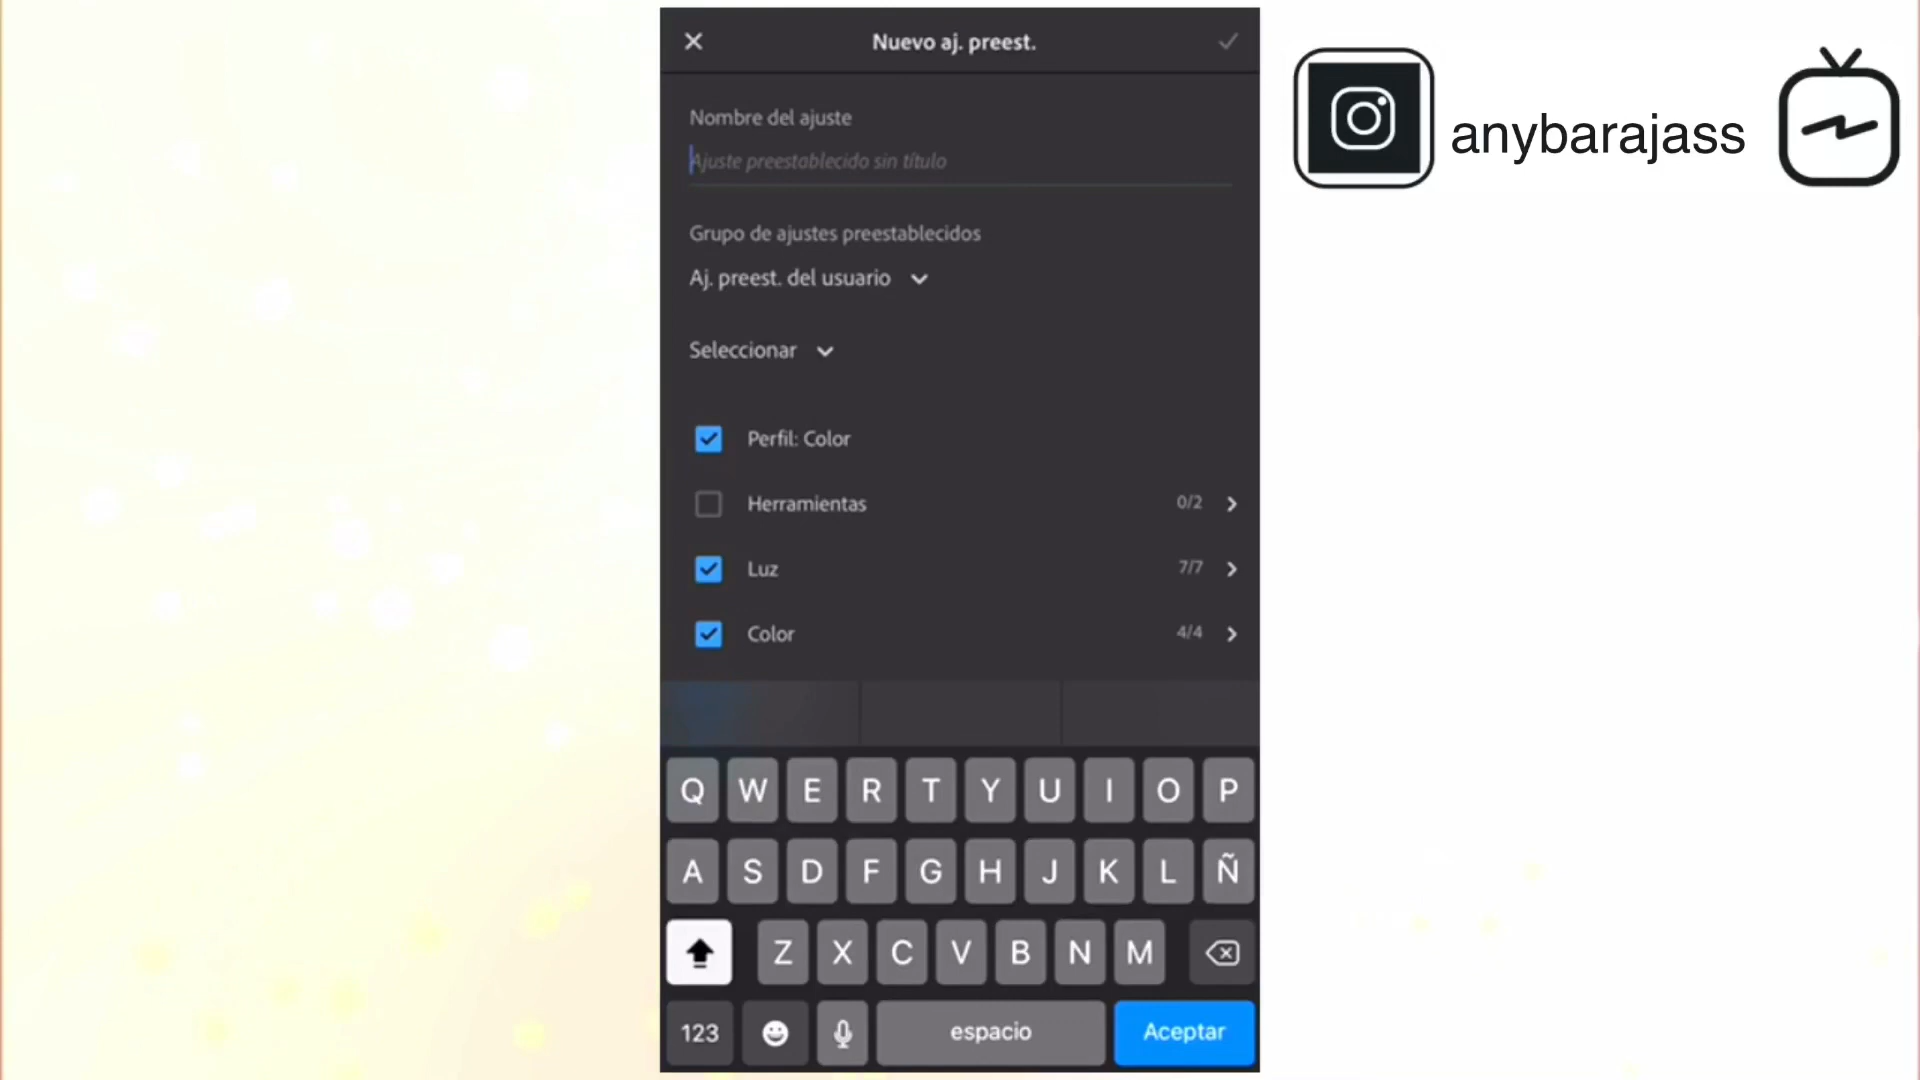 Nuevo aj. preest.
anybarajass
Nombre del ajuste
Ajuste preestablecido sin título
Grupo de ajustes preestablecidos
Aj. preest. del usuario
Seleccionar
Perfil: Color
Herramientas 0/2
Luz 7/7
Color 4/4
Q W E R T Y U I O P
A S D F G H J K L Ñ
Z X C V B N M
123 espacio Aceptar